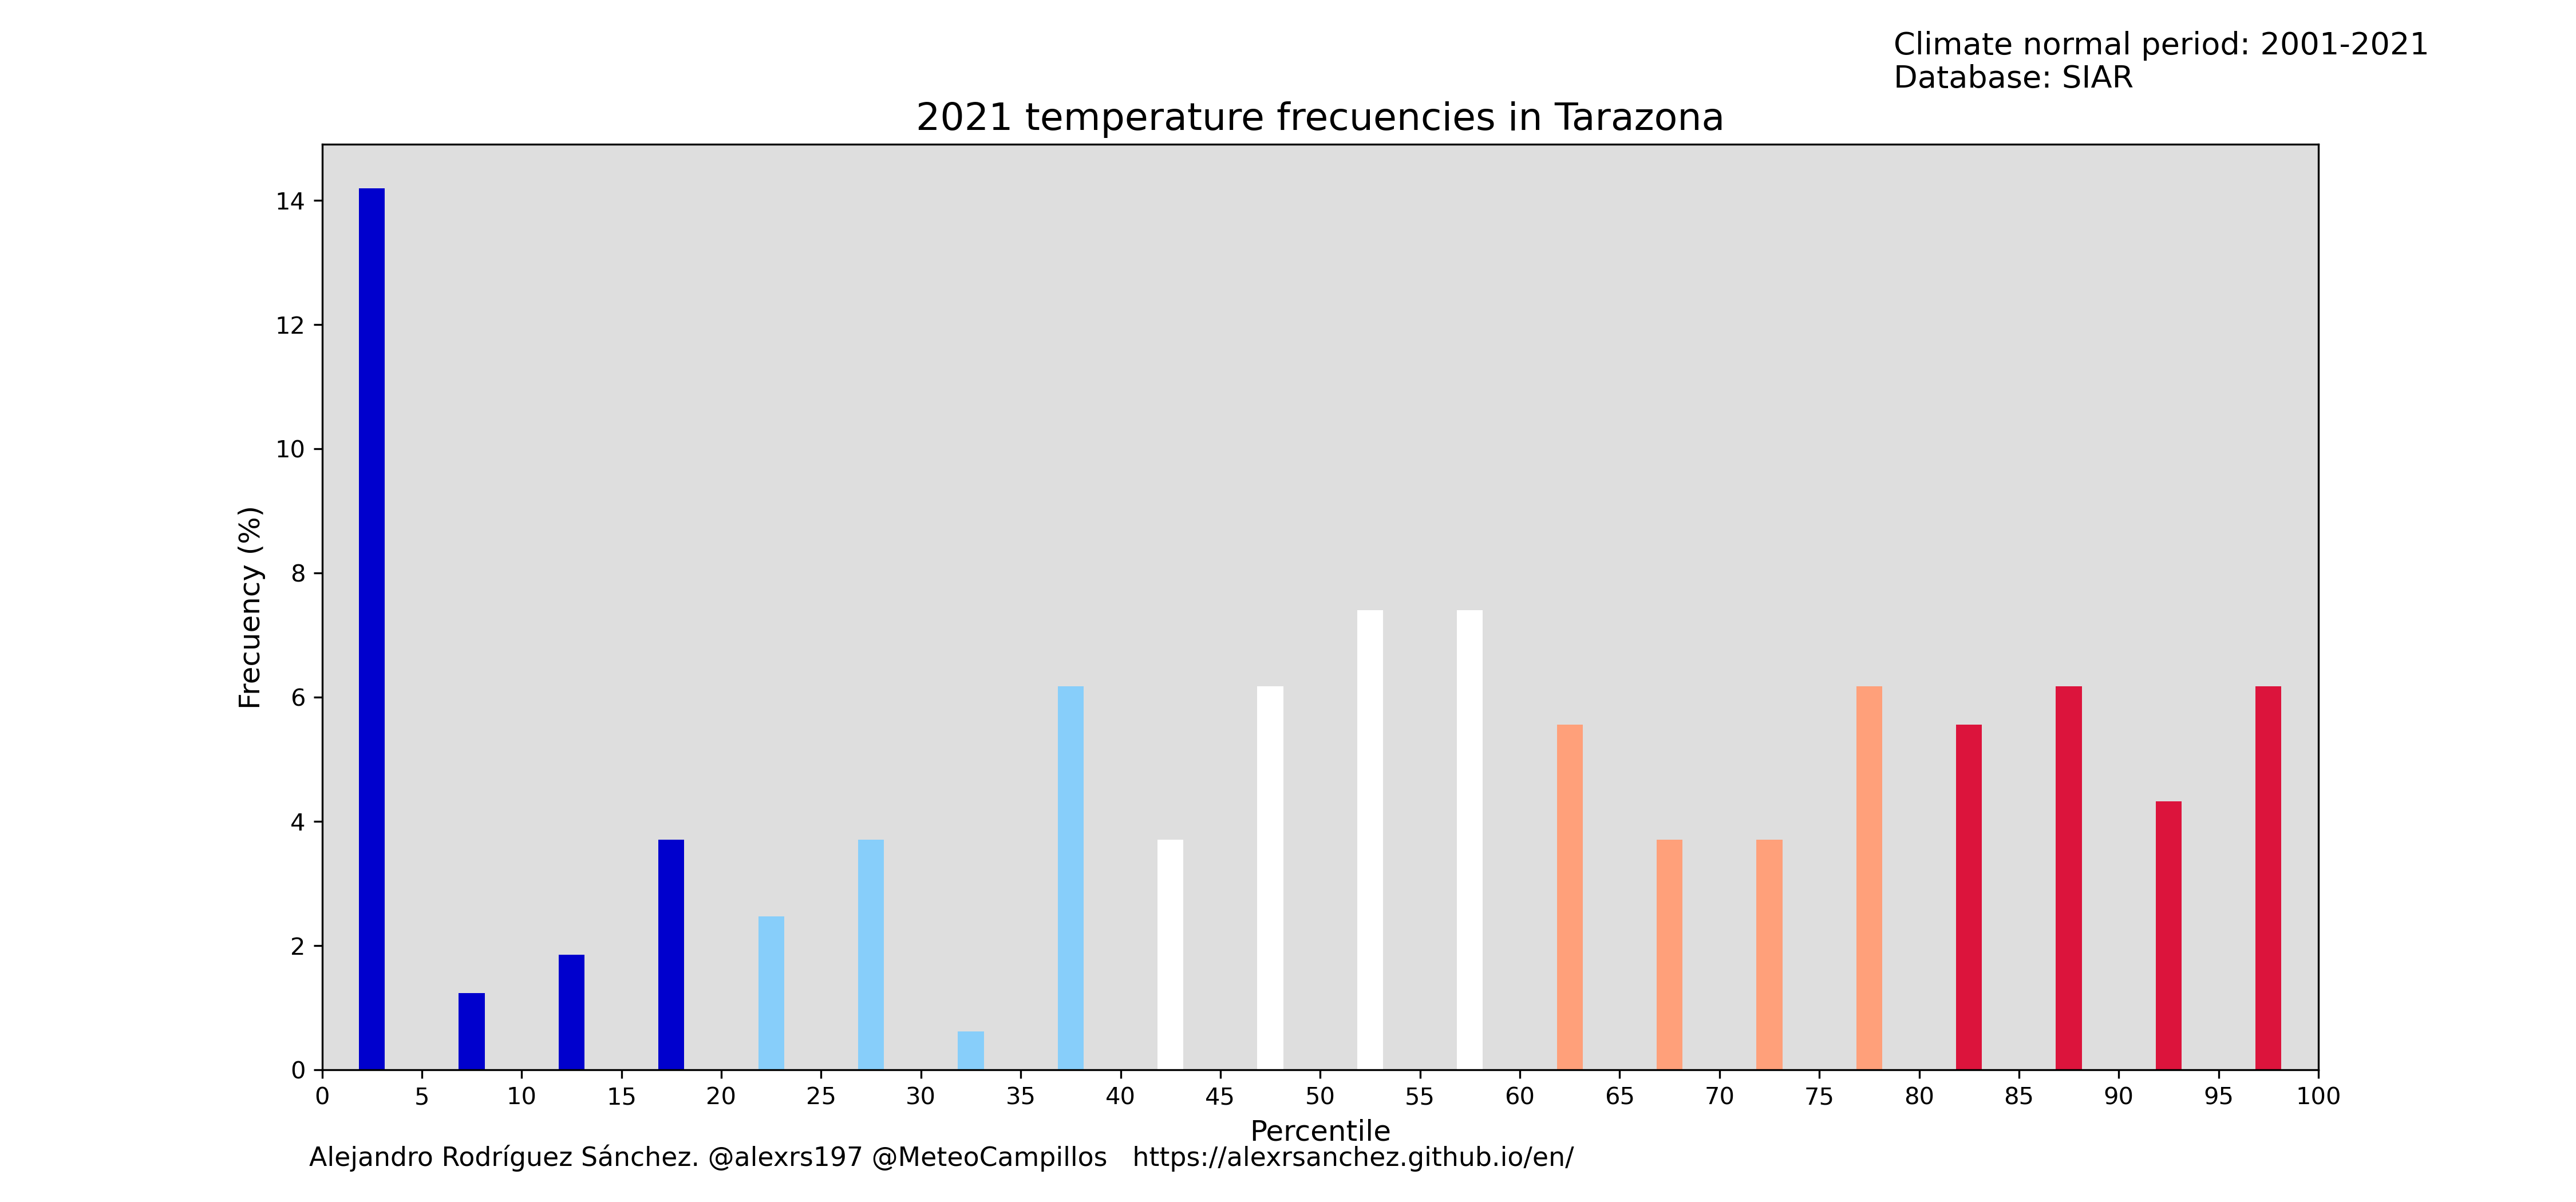 Climate normal period: 2001-2021
Database: SIAR
2021 temperature frecuencies in Tarazona
Frecuency (%)
14
12
10
8
6
4
2
0
0 5 10 15 20 25 30 35 40 45 50 55 60 65 70 75 80 85 90 95 100
Percentile
Alejandro Rodríguez Sánchez. @alexrs197 @MeteoCampillos https://alexrsanchez.github.io/en/